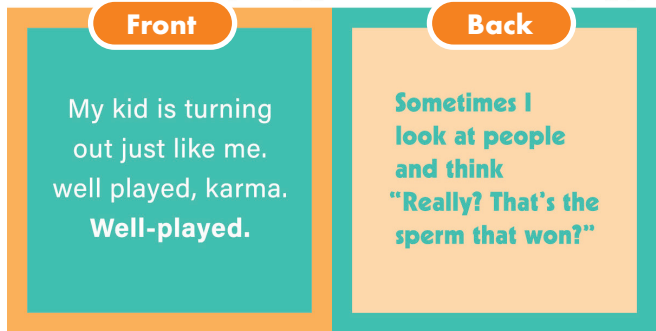 Front
My kid is turning
out just like me.
well played, karma.
Well-played.
Back
Sometimes I
look at people
and think
“Really? That’s the
sperm that won?”